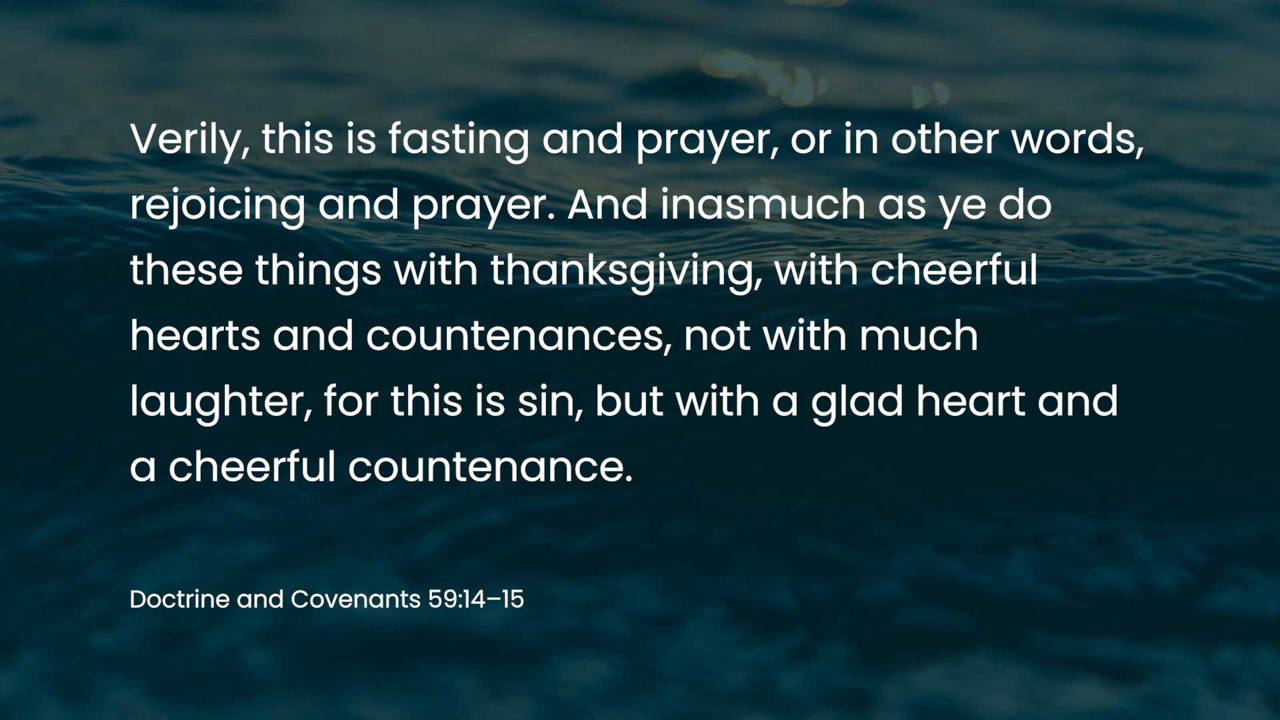 Verily, this is fasting and prayer, or in other words,
rejoicing and prayer. And inasmuch as ye do
these things with thanksgiving, with cheerful
hearts and countenances, not with much
laughter, for this is sin, but with a glad heart and
a cheerful countenance.
Doctrine and Covenants 59:14–15